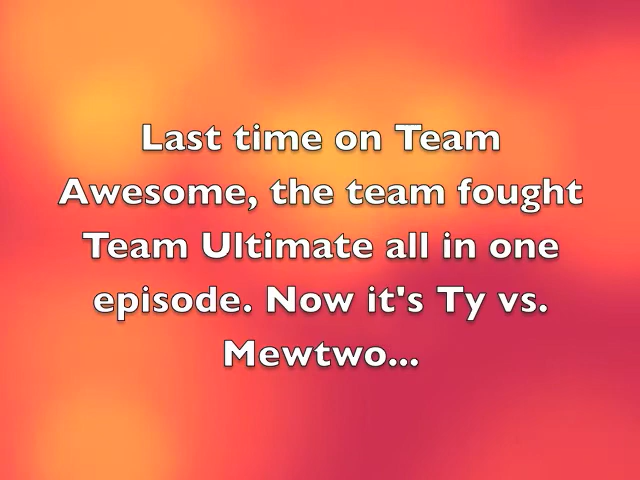 Last time on Team
Awesome, the team fought
Team Ultimate all in one
episode. Now it's Ty vs.
Mewtwo...